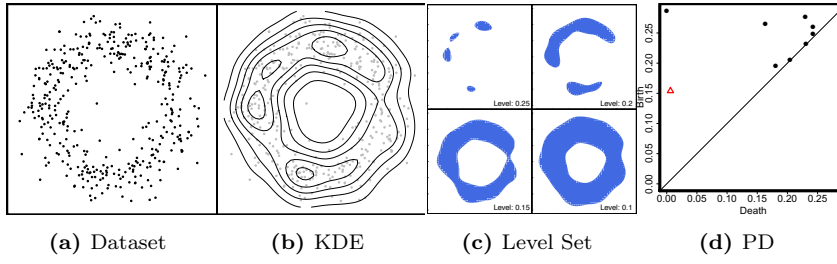 Level: 0.25
Level: 0.2
Level: 0.15
Level: 0.1
Birth
0.00 0.05 0.10 0.15 0.20 0.25
0.00 0.05 0.10 0.15 0.20 0.25
Death
(a) Dataset
(b) KDE
(c) Level Set
(d) PD